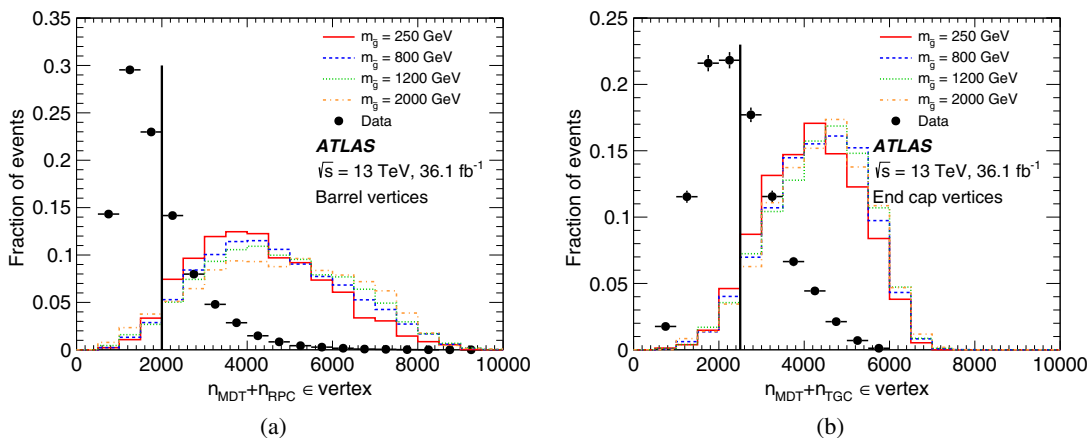 Fraction of events
0.3
0.25
0.2
0.15
0.1
0.05
0
0 2000 4000 6000 8000 10000
n_MDT+n_RPC ∈ vertex
m_g̃ = 250 GeV
m_g̃ = 800 GeV
m_g̃ = 1200 GeV
m_g̃ = 2000 GeV
Data
ATLAS
√s = 13 TeV, 36.1 fb⁻¹
Barrel vertices
(a)
Fraction of events
0.25
0.2
0.15
0.1
0.05
0
0 2000 4000 6000 8000 10000
n_MDT+n_TGC ∈ vertex
m_g̃ = 250 GeV
m_g̃ = 800 GeV
m_g̃ = 1200 GeV
m_g̃ = 2000 GeV
Data
ATLAS
√s = 13 TeV, 36.1 fb⁻¹
End cap vertices
(b)